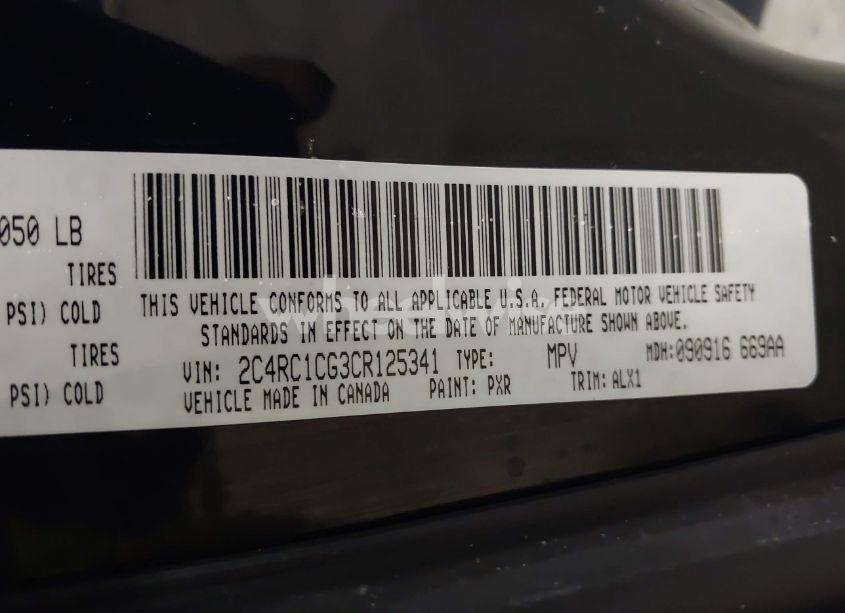 050 LB
TIRES
PSI) COLD
TIRES
PSI) COLD
THIS VEHICLE CONFORMS TO ALL APPLICABLE U.S.A. FEDERAL MOTOR VEHICLE SAFETY
STANDARDS IN EFFECT ON THE DATE OF MANUFACTURE SHOWN ABOVE.
VIN: 2C4RC1CG3CR125341 TYPE: MPV MDH:090916 669AA
VEHICLE MADE IN CANADA PAINT: PXR TRIM: ALX1